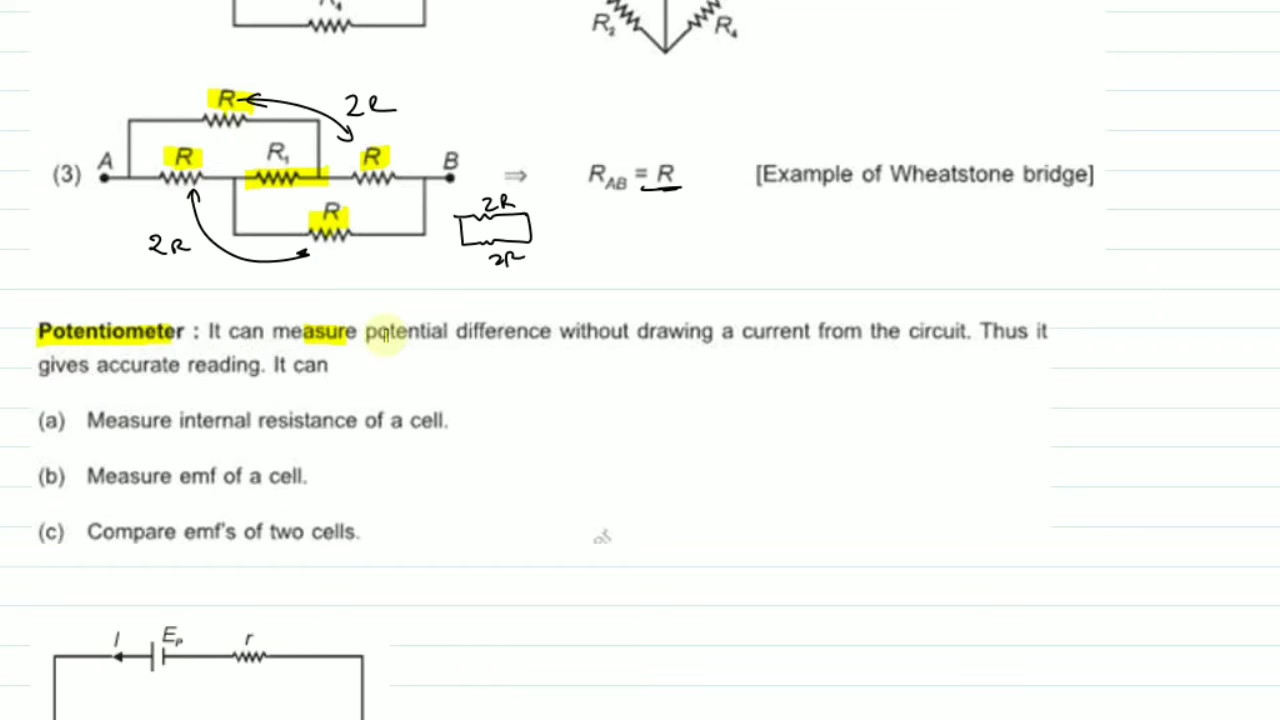 R₄
R₂ R₄
R 2R
(3) A R R₁ R B ⇒ R_AB = R [Example of Wheatstone bridge]
R
2R
2R
2R
Potentiometer : It can measure potential difference without drawing a current from the circuit. Thus it
gives accurate reading. It can
(a) Measure internal resistance of a cell.
(b) Measure emf of a cell.
(c) Compare emf's of two cells.
I E_P r